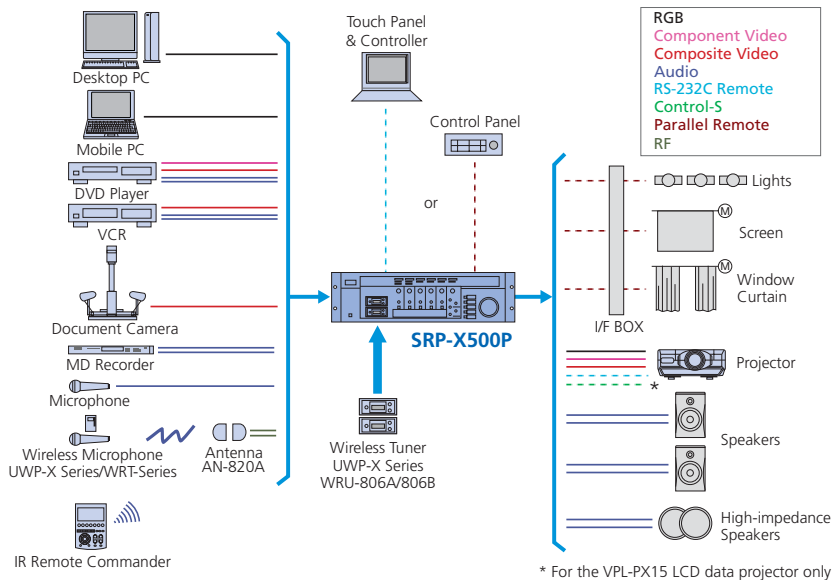 Desktop PC
Mobile PC
DVD Player
VCR
Document Camera
MD Recorder
Microphone
Wireless Microphone
UWP-X Series/WRT-Series
Antenna
AN-820A
IR Remote Commander
Touch Panel
& Controller
Control Panel
or
SRP-X500P
Wireless Tuner
UWP-X Series
WRU-806A/806B
RGB
Component Video
Composite Video
Audio
RS-232C Remote
Control-S
Parallel Remote
RF
Lights
M
Screen
M
Window
Curtain
I/F BOX
Projector
*
Speakers
High-impedance
Speakers
* For the VPL-PX15 LCD data projector only